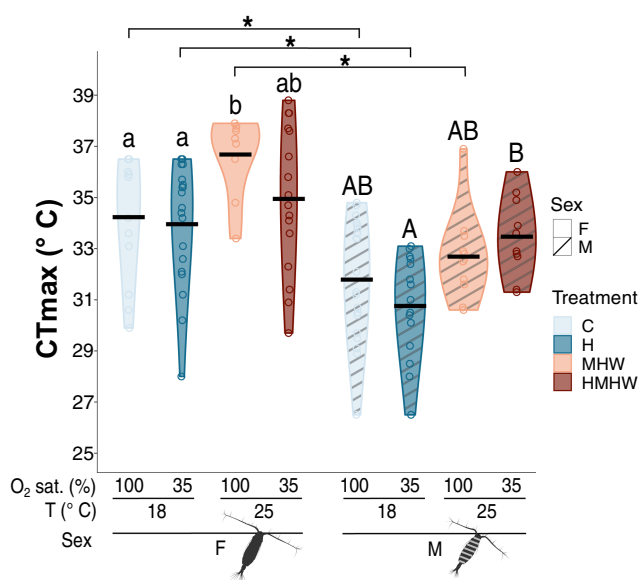 *
*
*
CTmax (° C)
39
37
35
33
31
29
27
25
a
a
b
ab
AB
A
AB
B
Sex
F
M
Treatment
C
H
MHW
HMHW
O₂ sat. (%) 100 35 100 35 100 35 100 35
T (° C) 18 25 18 25
Sex F M